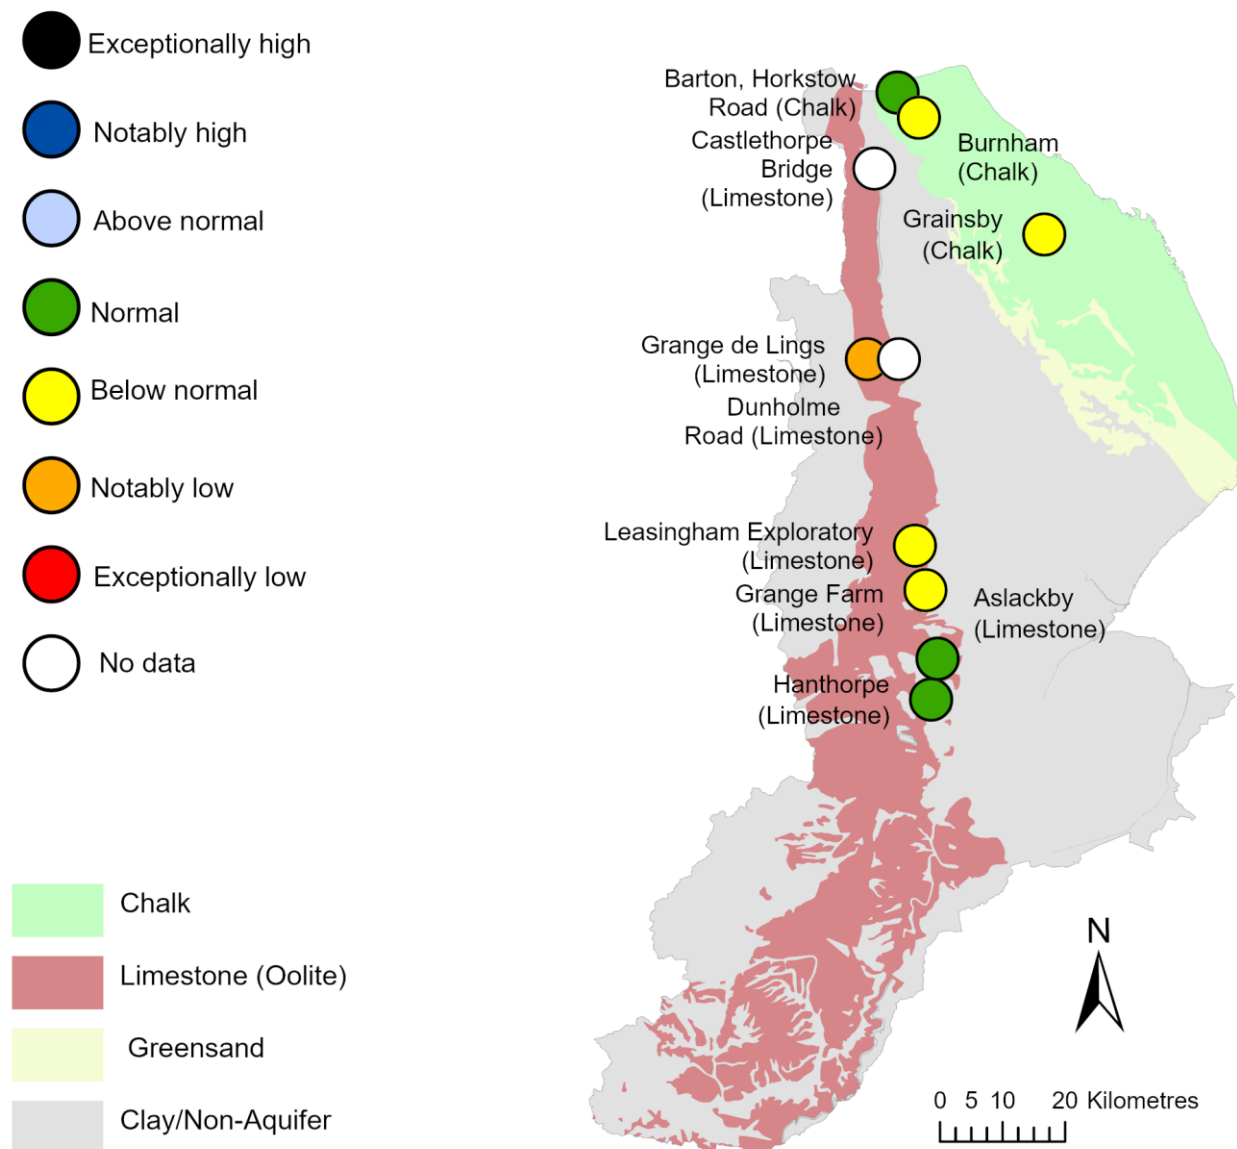 Exceptionally high
Notably high
Above normal
Normal
Below normal
Notably low
Exceptionally low
No data
Chalk
Limestone (Oolite)
Greensand
Clay/Non-Aquifer
Barton, Horkstow
Road (Chalk)
Castlethorpe
Bridge
(Limestone)
Burnham
(Chalk)
Grainsby
(Chalk)
Grange de Lings
(Limestone)
Dunholme
Road (Limestone)
Leasingham Exploratory
(Limestone)
Grange Farm
(Limestone)
Aslackby
(Limestone)
Hanthorpe
(Limestone)
N
0 5 10 20 Kilometres